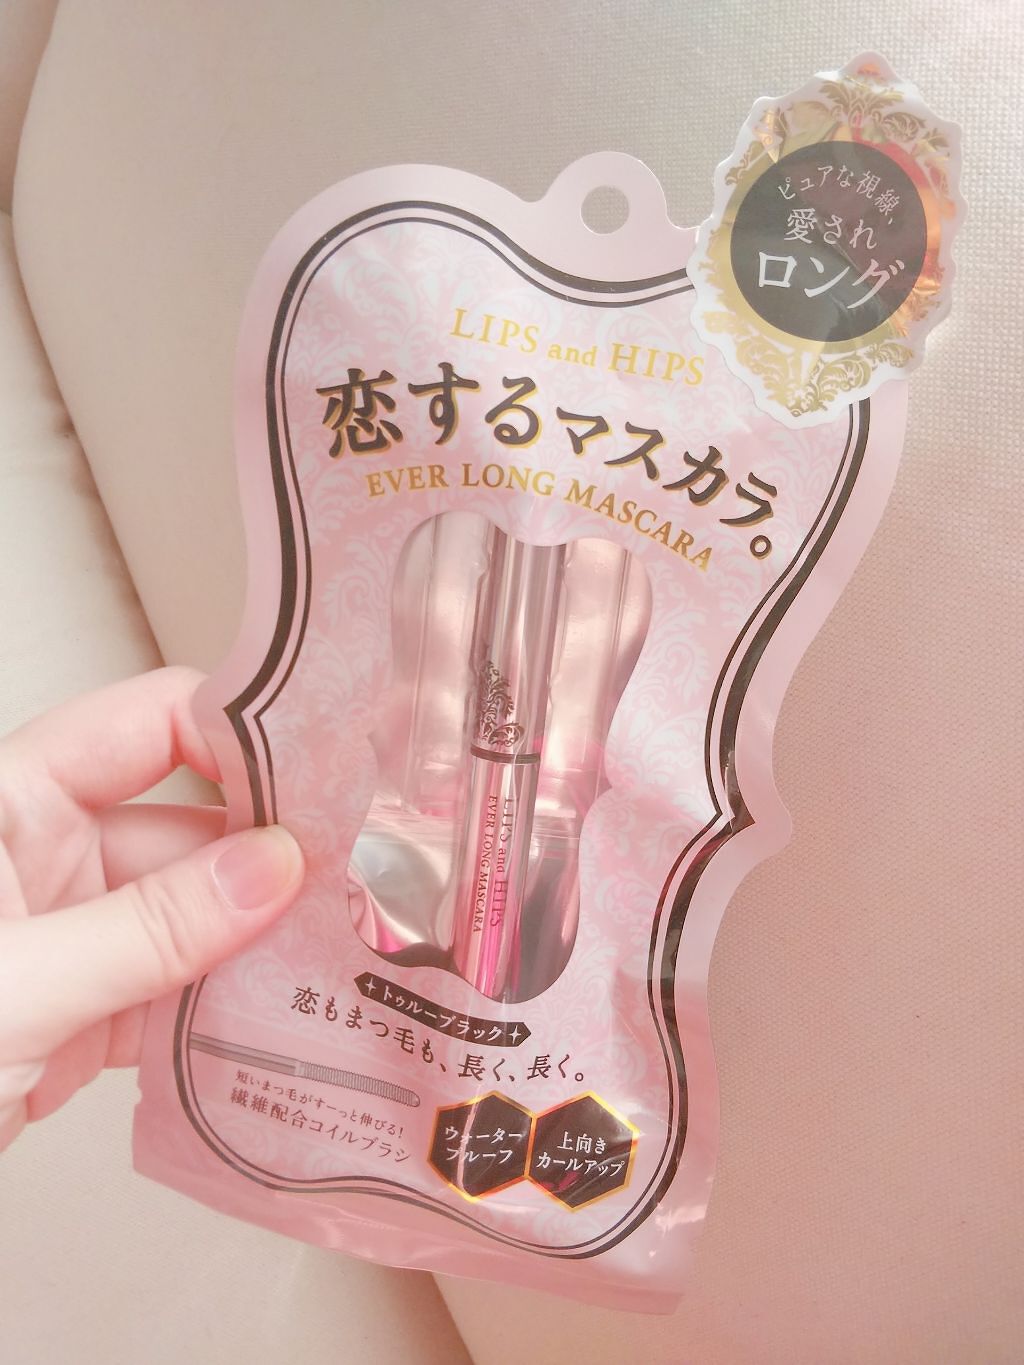 ピュアな視線、
愛され
ロング
LIPS and HIPS
恋するマスカラ。
EVER LONG MASCARA
LIPS and HIPS
EVER LONG MASCARA
トゥルーブラック
恋もまつ毛も、長く、長く。
短いまつ毛がすーっと伸びる!
繊維配合コイルブラシ
ウォーター
プルーフ
上向き
カールアップ